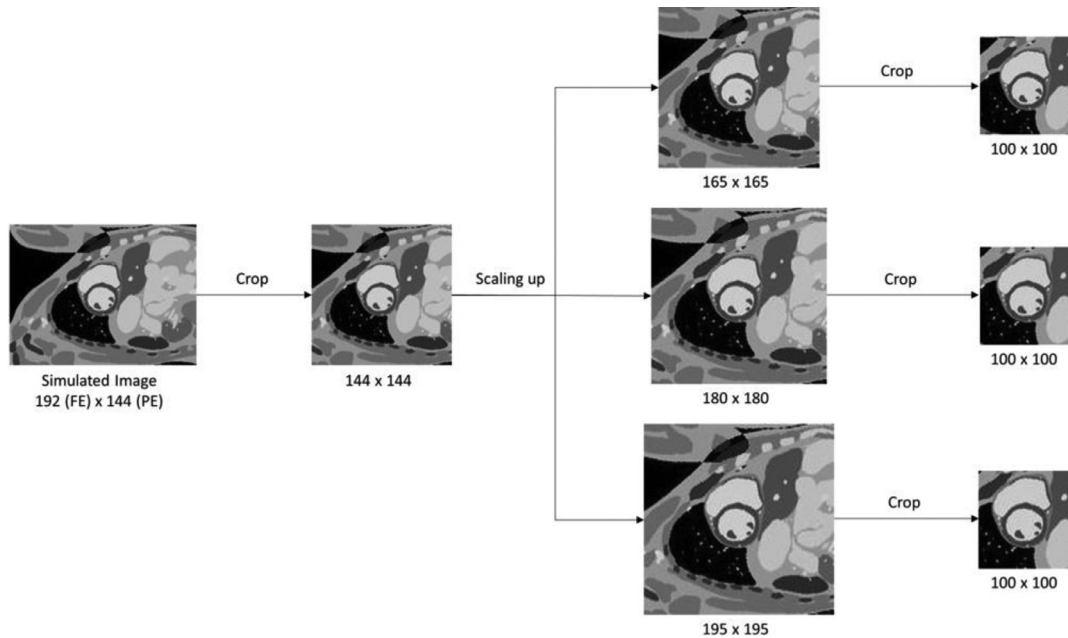 Simulated Image
192 (FE) x 144 (PE)
Crop
144 x 144
Scaling up
165 x 165
Crop
100 x 100
180 x 180
Crop
100 x 100
195 x 195
Crop
100 x 100